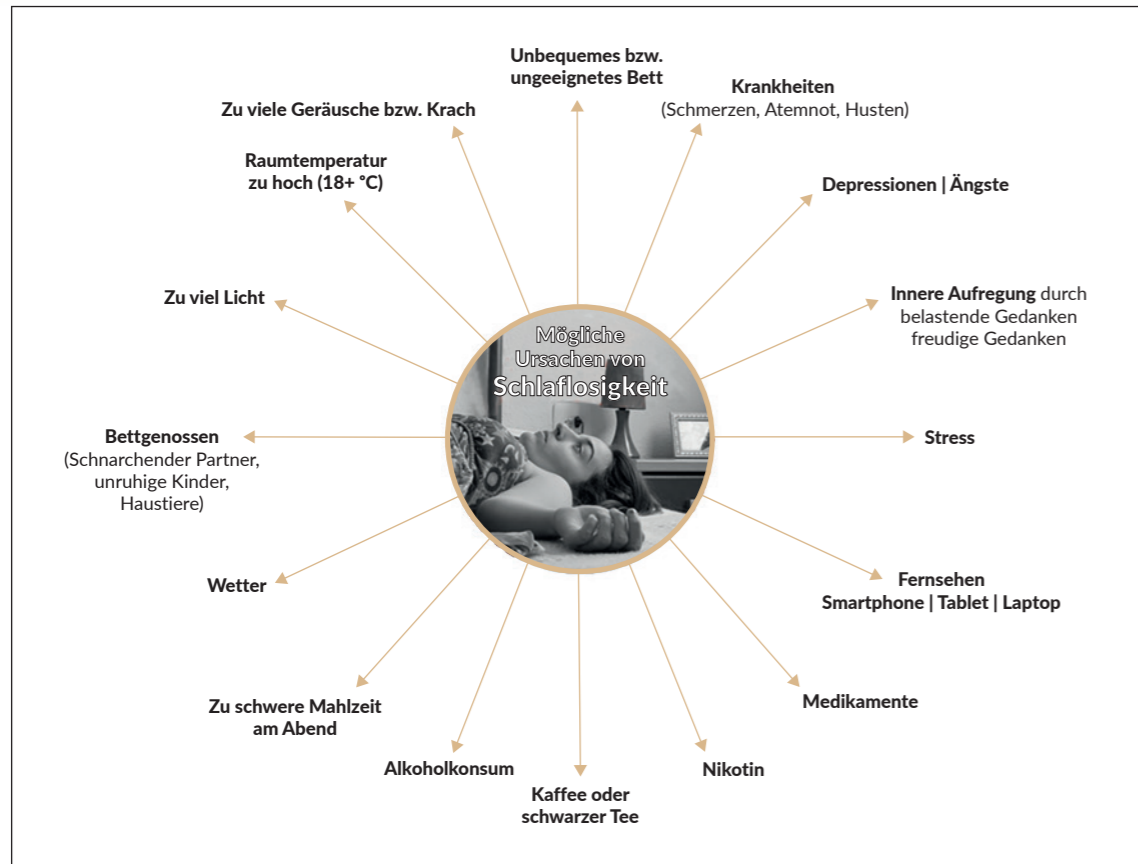 Unbequemes bzw.
ungeeignetes Bett
Krankheiten
(Schmerzen, Atemnot, Husten)
Depressionen | Ängste
Innere Aufregung durch
belastende Gedanken
freudige Gedanken
Stress
Fernsehen
Smartphone | Tablet | Laptop
Medikamente
Nikotin
Kaffee oder
schwarzer Tee
Alkoholkonsum
Zu schwere Mahlzeit
am Abend
Wetter
Bettgenossen
(Schnarchender Partner,
unruhige Kinder,
Haustiere)
Zu viel Licht
Raumtemperatur
zu hoch (18+ °C)
Zu viele Geräusche bzw. Krach
Mögliche
Ursachen von
Schlaflosigkeit